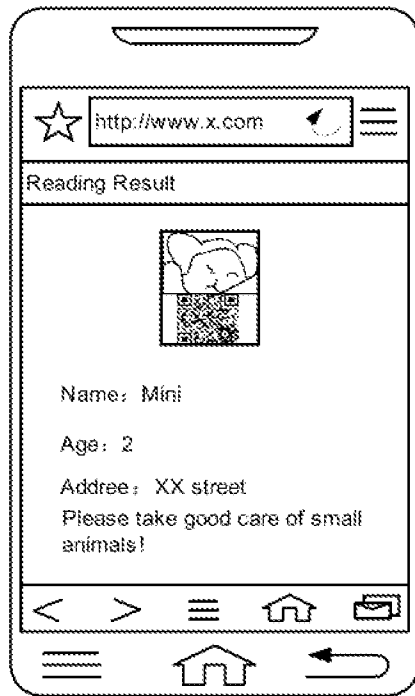 http://www.x.com
Reading Result
Name： Mini
Age： 2
Addree： XX street
Please take good care of small
animals!